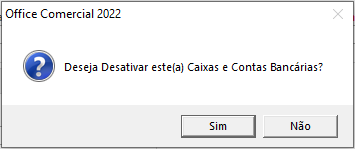 Office Comercial 2022
Deseja Desativar este(a) Caixas e Contas Bancárias?
Sim
Não